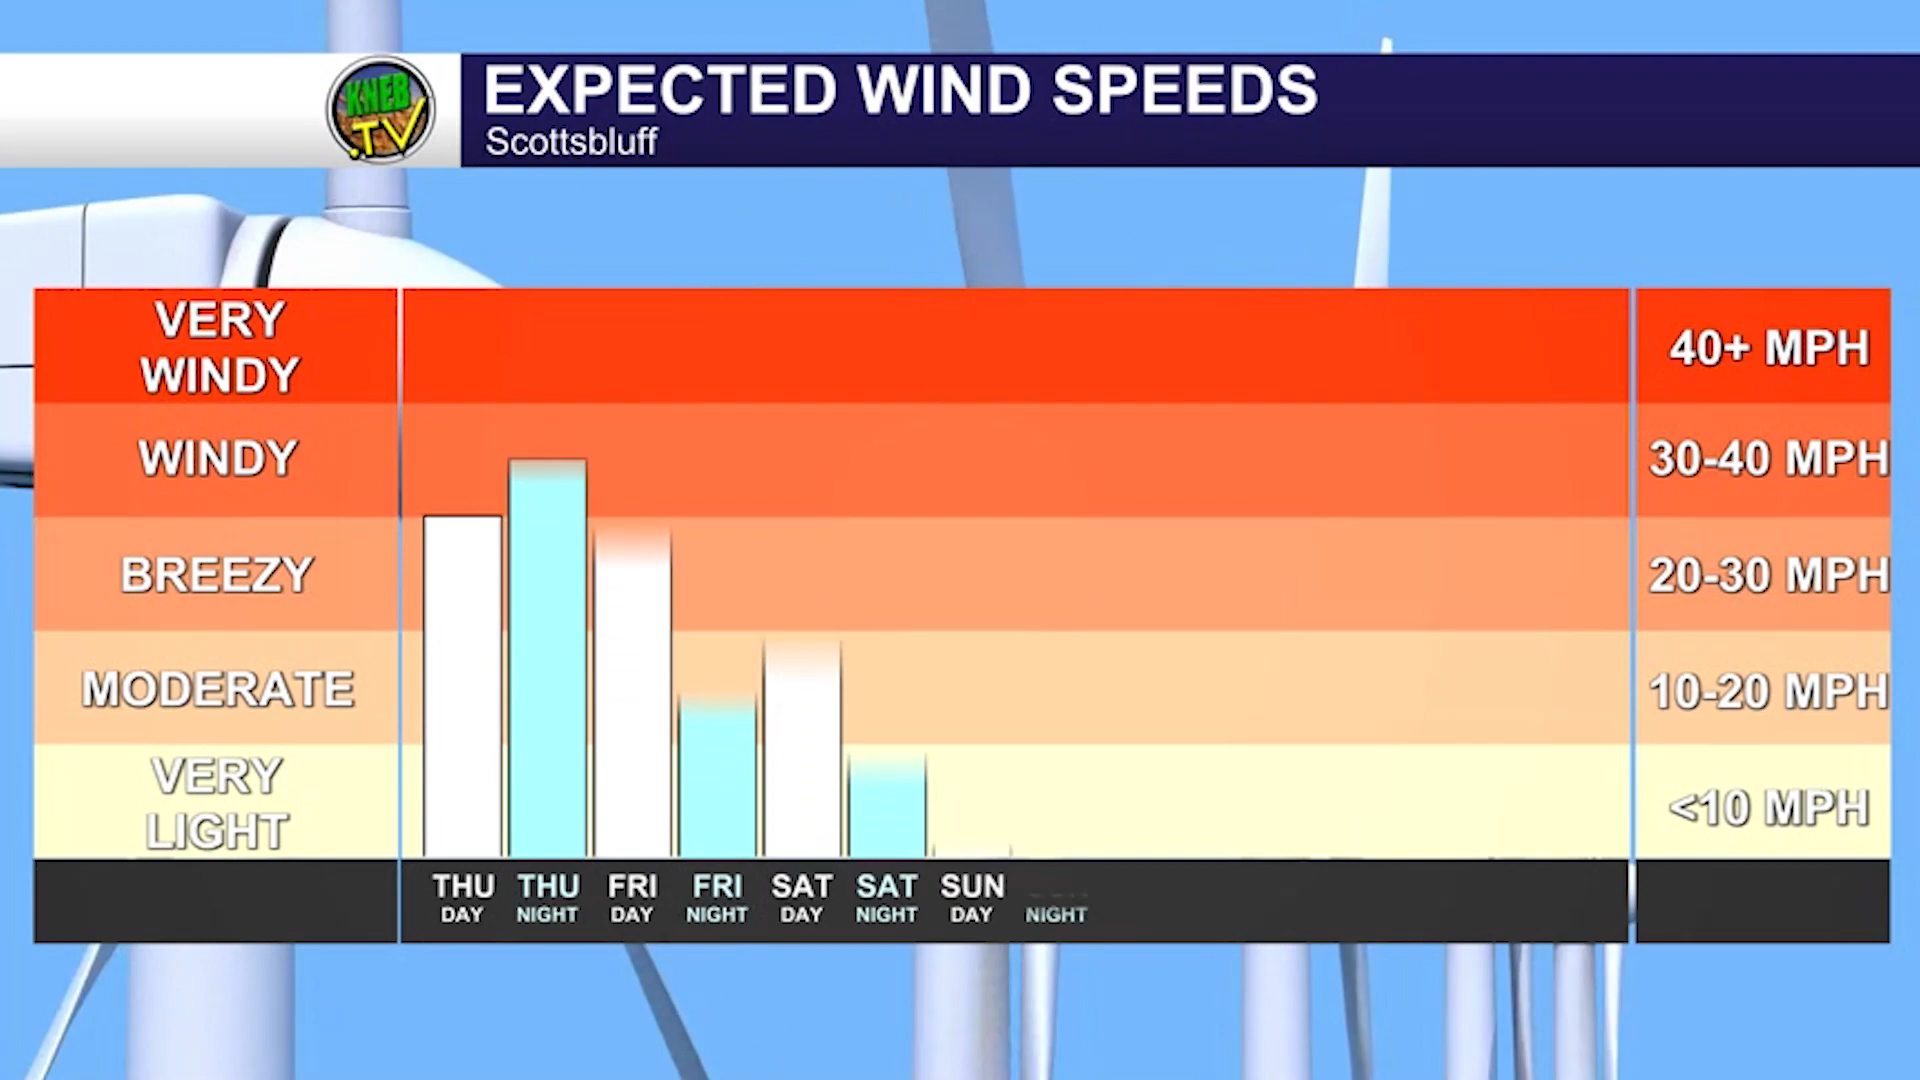 KNEB
.TV
EXPECTED WIND SPEEDS
Scottsbluff
VERY
WINDY
40+ MPH
WINDY
30-40 MPH
BREEZY
20-30 MPH
MODERATE
10-20 MPH
VERY
LIGHT
<10 MPH
THU THU FRI FRI SAT SAT SUN
DAY NIGHT DAY NIGHT DAY NIGHT DAY NIGHT